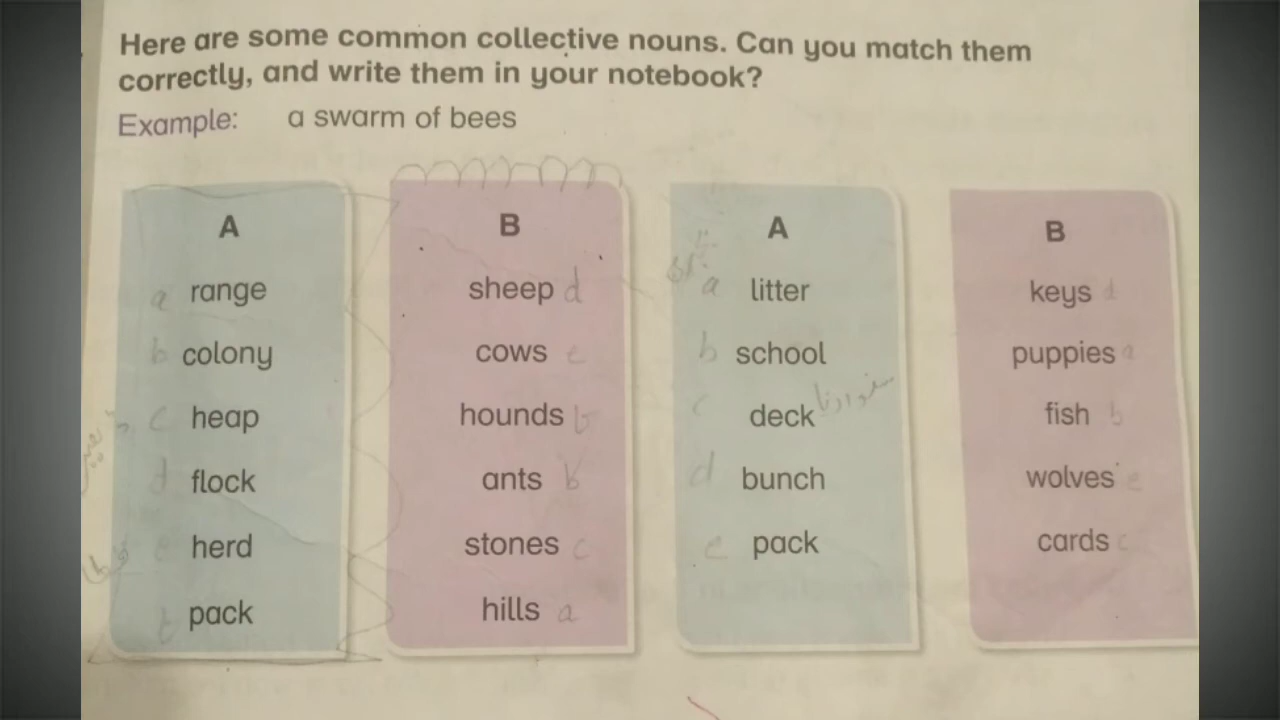 Here are some common collective nouns. Can you match them
correctly, and write them in your notebook?
Example: a swarm of bees
A
a range
b colony
c heap
d flock
herd
f pack
B
sheep d
cows e
hounds
ants b
stones c
hills a
A
a litter
b school
c deck
d bunch
e pack
B
keys d
puppies a
fish b
wolves e
cards c